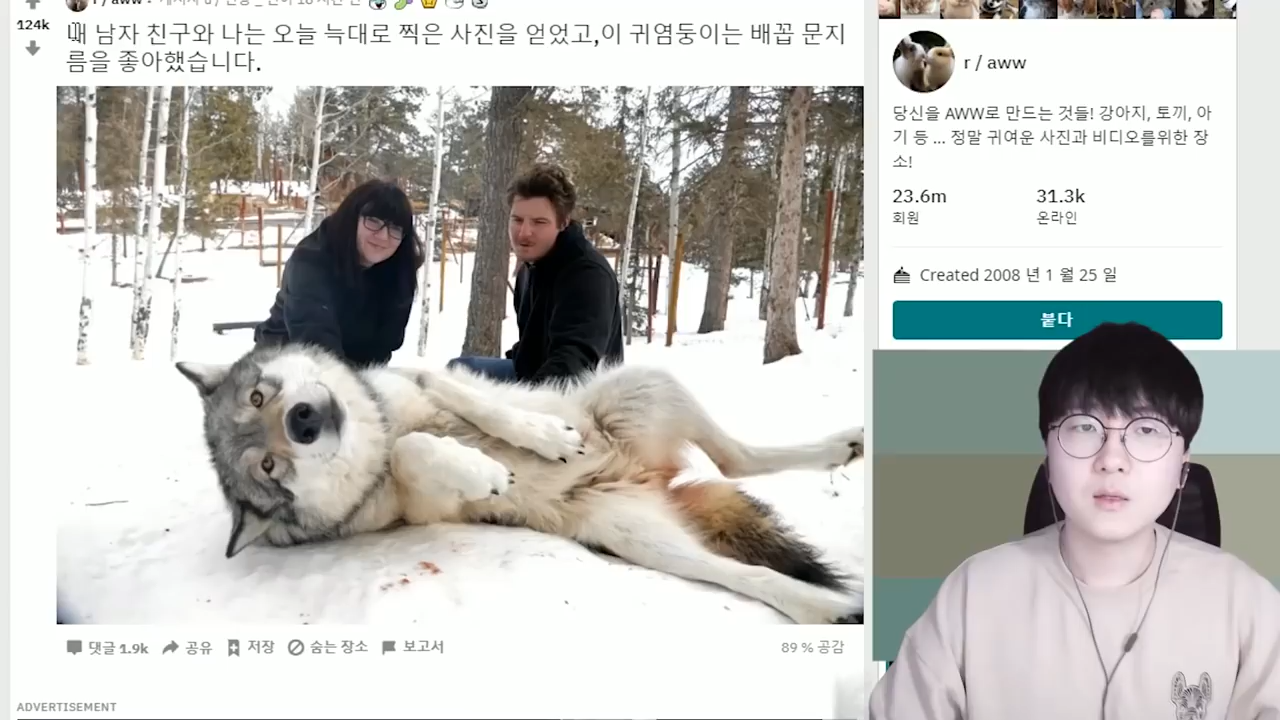 r / aww
124k
내 남자 친구와 나는 오늘 늑대로 찍은 사진을 얻었고,이 귀염둥이는 배꼽 문지
름을 좋아했습니다.
댓글 1.9k 공유 저장 숨는 장소 보고서 89 % 공감
ADVERTISEMENT
r / aww
당신을 AWW로 만드는 것들! 강아지, 토끼, 아
기 등 ... 정말 귀여운 사진과 비디오를위한 장
소!
23.6m 31.3k
회원 온라인
Created 2008 년 1 월 25 일
붙다